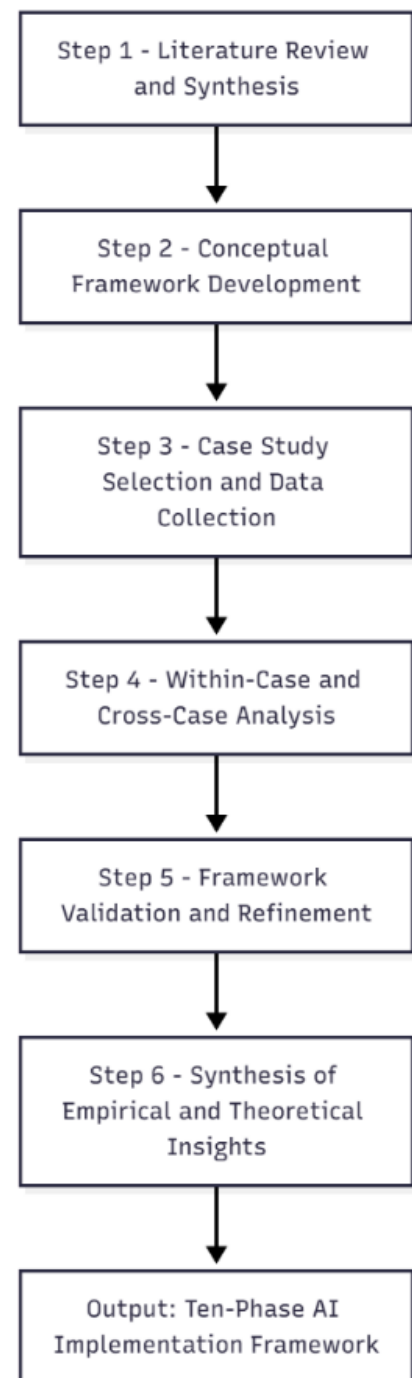 Step 1 - Literature Review
and Synthesis
Step 2 - Conceptual
Framework Development
Step 3 - Case Study
Selection and Data
Collection
Step 4 - Within-Case and
Cross-Case Analysis
Step 5 - Framework
Validation and Refinement
Step 6 - Synthesis of
Empirical and Theoretical
Insights
Output: Ten-Phase AI
Implementation Framework